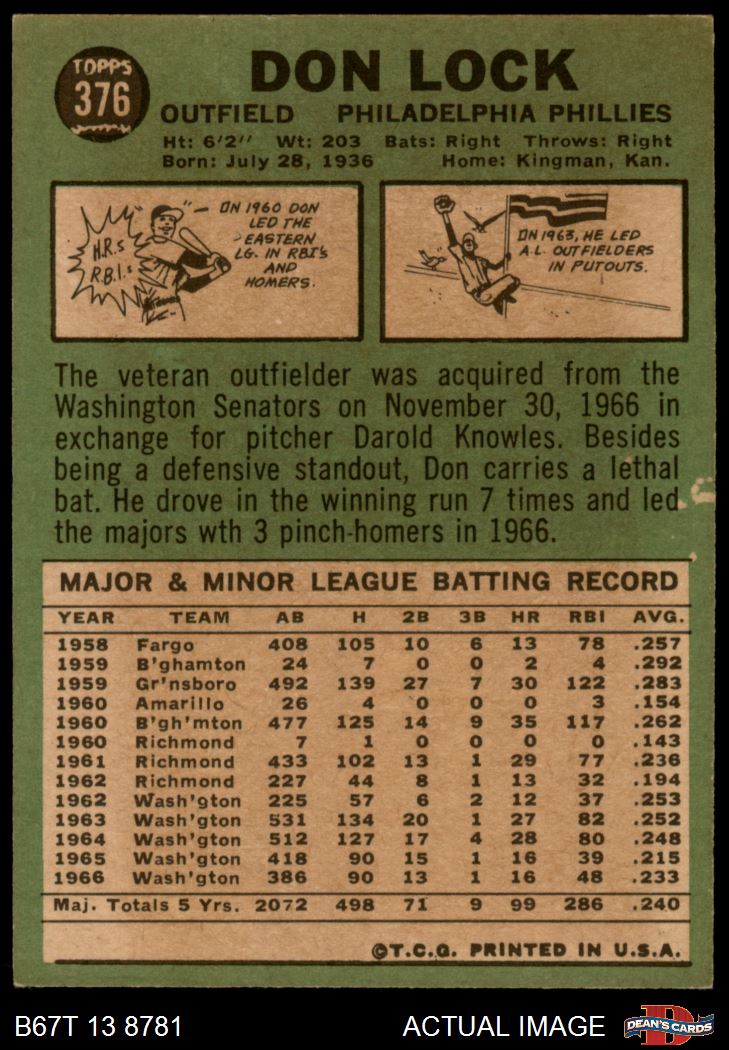 TOPPS
376
DON LOCK
OUTFIELD PHILADELPHIA PHILLIES
Ht: 6'2" Wt: 203 Bats: Right Throws: Right
Born: July 28, 1936 Home: Kingman, Kan.
H.R.s
R.B.I.s
ON 1960 DON
LED THE
EASTERN
LG. IN RBI'S
AND
HOMERS.
ON 1963, HE LED
A.L. OUTFIELDERS
IN PUTOUTS.
The veteran outfielder was acquired from the
Washington Senators on November 30, 1966 in
exchange for pitcher Darold Knowles. Besides
being a defensive standout, Don carries a lethal
bat. He drove in the winning run 7 times and led
the majors wth 3 pinch-homers in 1966.
MAJOR & MINOR LEAGUE BATTING RECORD
YEAR TEAM AB H 2B 3B HR RBI AVG.
1958 Fargo 408 105 10 6 13 78 .257
1959 B'ghamton 24 7 0 0 2 4 .292
1959 Gr'nsboro 492 139 27 7 30 122 .283
1960 Amarillo 26 4 0 0 0 3 .154
1960 B'gh'mton 477 125 14 9 35 117 .262
1960 Richmond 7 1 0 0 0 0 .143
1961 Richmond 433 102 13 1 29 77 .236
1962 Richmond 227 44 8 1 13 32 .194
1962 Wash'gton 225 57 6 2 12 37 .253
1963 Wash'gton 531 134 20 1 27 82 .252
1964 Wash'gton 512 127 17 4 28 80 .248
1965 Wash'gton 418 90 15 1 16 39 .215
1966 Wash'gton 386 90 13 1 16 48 .233
Maj. Totals 5 Yrs. 2072 498 71 9 99 286 .240
©T.C.G. PRINTED IN U.S.A.
B67T 13 8781 ACTUAL IMAGE
D
DEAN'S CARDS